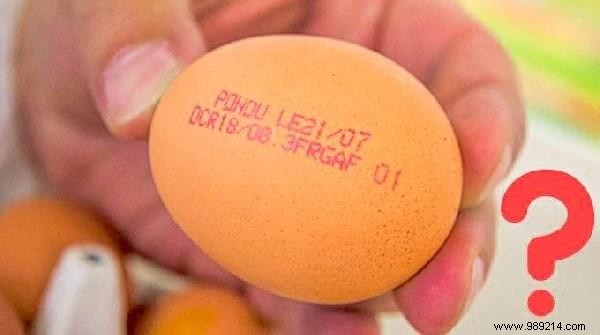 PONDU LE21/07
DCR18/08.3FRGAF 01
?
www.989214.com